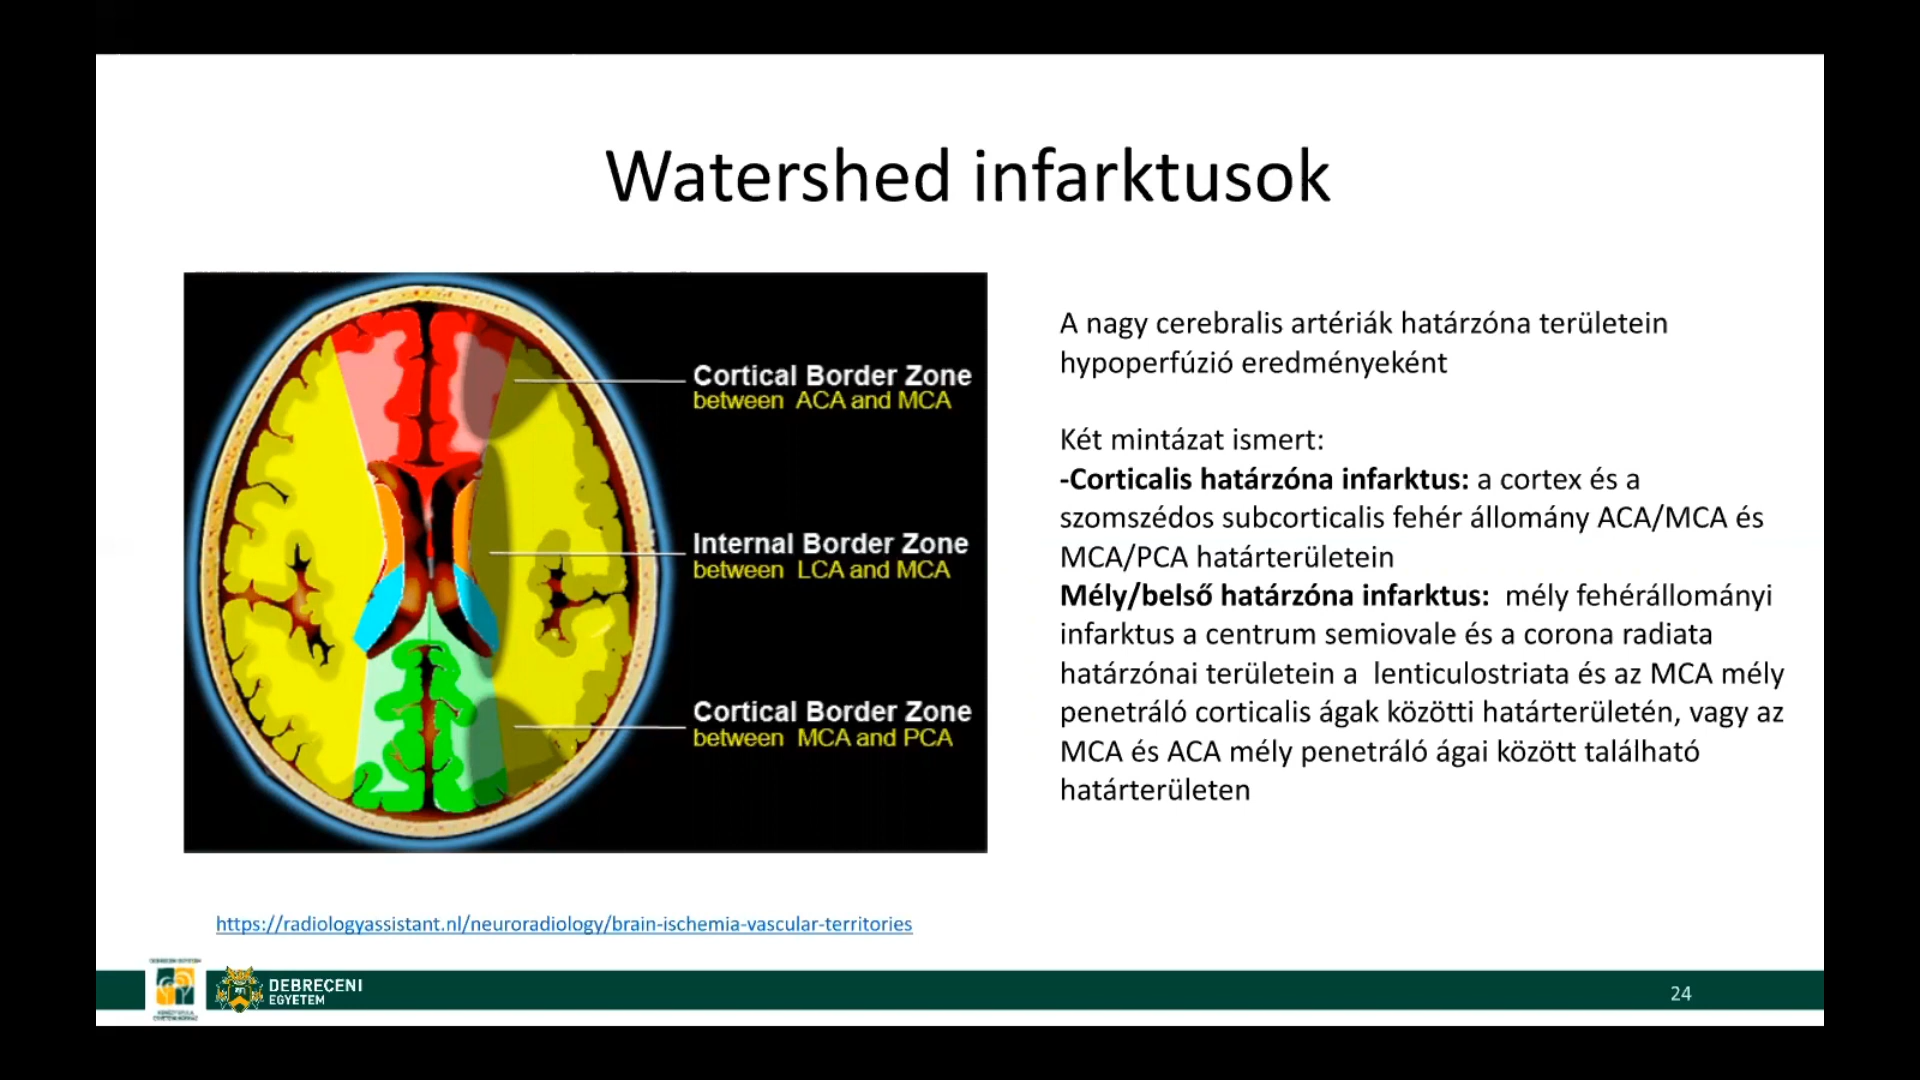 Watershed infarktusok
Cortical Border Zone
between ACA and MCA
Internal Border Zone
between LCA and MCA
Cortical Border Zone
between MCA and PCA
A nagy cerebralis artériák határzóna területein
hypoperfúzió eredményeként
Két mintázat ismert:
-Corticalis határzóna infarktus: a cortex és a
szomszédos subcorticalis fehér állomány ACA/MCA és
MCA/PCA határterületein
Mély/belső határzóna infarktus: mély fehérállományi
infarktus a centrum semiovale és a corona radiata
határzónai területein a lenticulostriata és az MCA mély
penetráló corticalis ágak közötti határterületén, vagy az
MCA és ACA mély penetráló ágai között található
határterületen
https://radiologyassistant.nl/neuroradiology/brain-ischemia-vascular-territories
DEBRECENI
EGYETEM
24